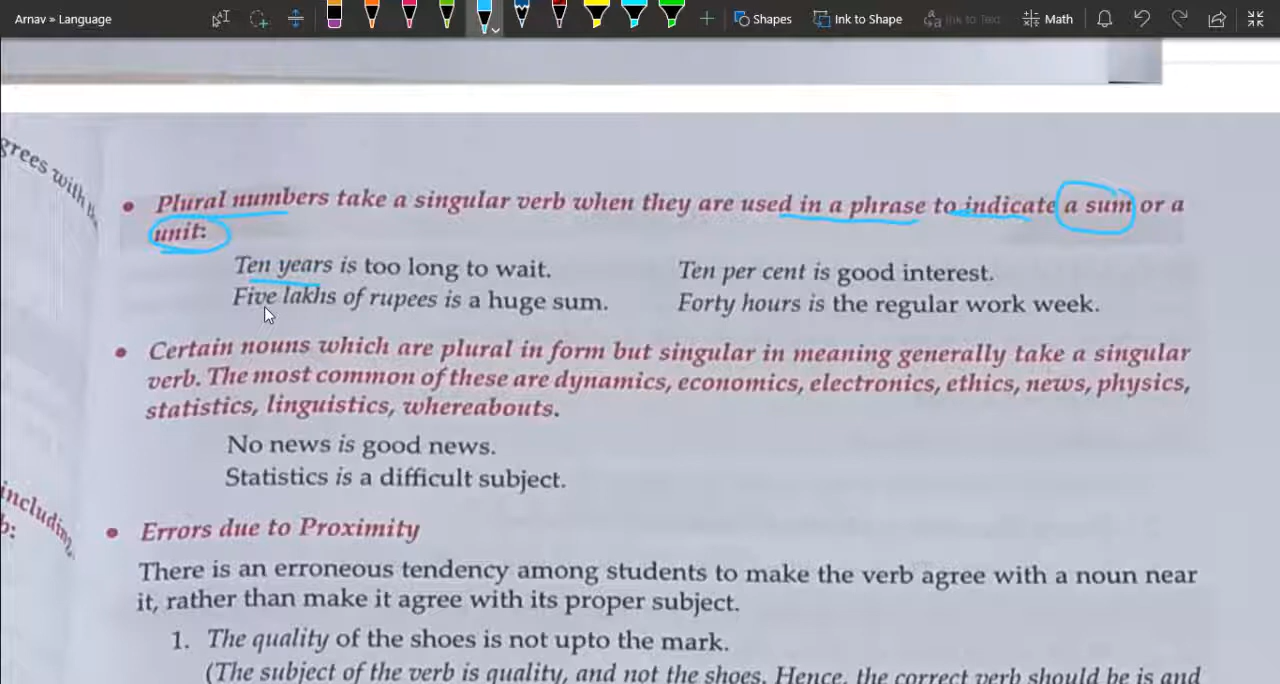 Arnav » Language
Shapes
Ink to Shape
Ink to Text
Math
grees with
Plural numbers take a singular verb when they are used in a phrase to indicate a sum or a
unit:
Ten years is too long to wait.
Ten per cent is good interest.
Five lakhs of rupees is a huge sum.
Forty hours is the regular work week.
Certain nouns which are plural in form but singular in meaning generally take a singular
verb. The most common of these are dynamics, economics, electronics, ethics, news, physics,
statistics, linguistics, whereabouts.
No news is good news.
Statistics is a difficult subject.
including,
b:
Errors due to Proximity
There is an erroneous tendency among students to make the verb agree with a noun near
it, rather than make it agree with its proper subject.
1. The quality of the shoes is not upto the mark.
(The subject of the verb is quality, and not the shoes. Hence, the correct verb should be is and